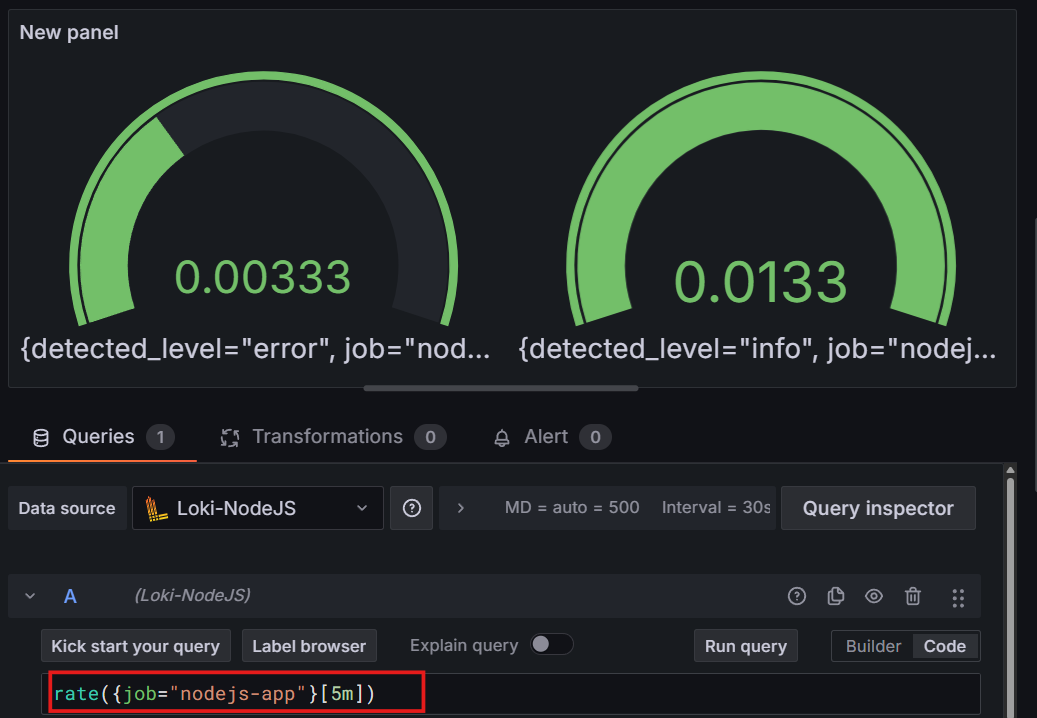 New panel
0.00333
0.0133
{detected_level="error", job="nod...
{detected_level="info", job="nodej...
Queries 1 Transformations 0 Alert 0
Data source Loki-NodeJS MD = auto = 500 Interval = 30s Query inspector
A (Loki-NodeJS)
Kick start your query Label browser Explain query Run query Builder Code
rate({job="nodejs-app"}[5m])